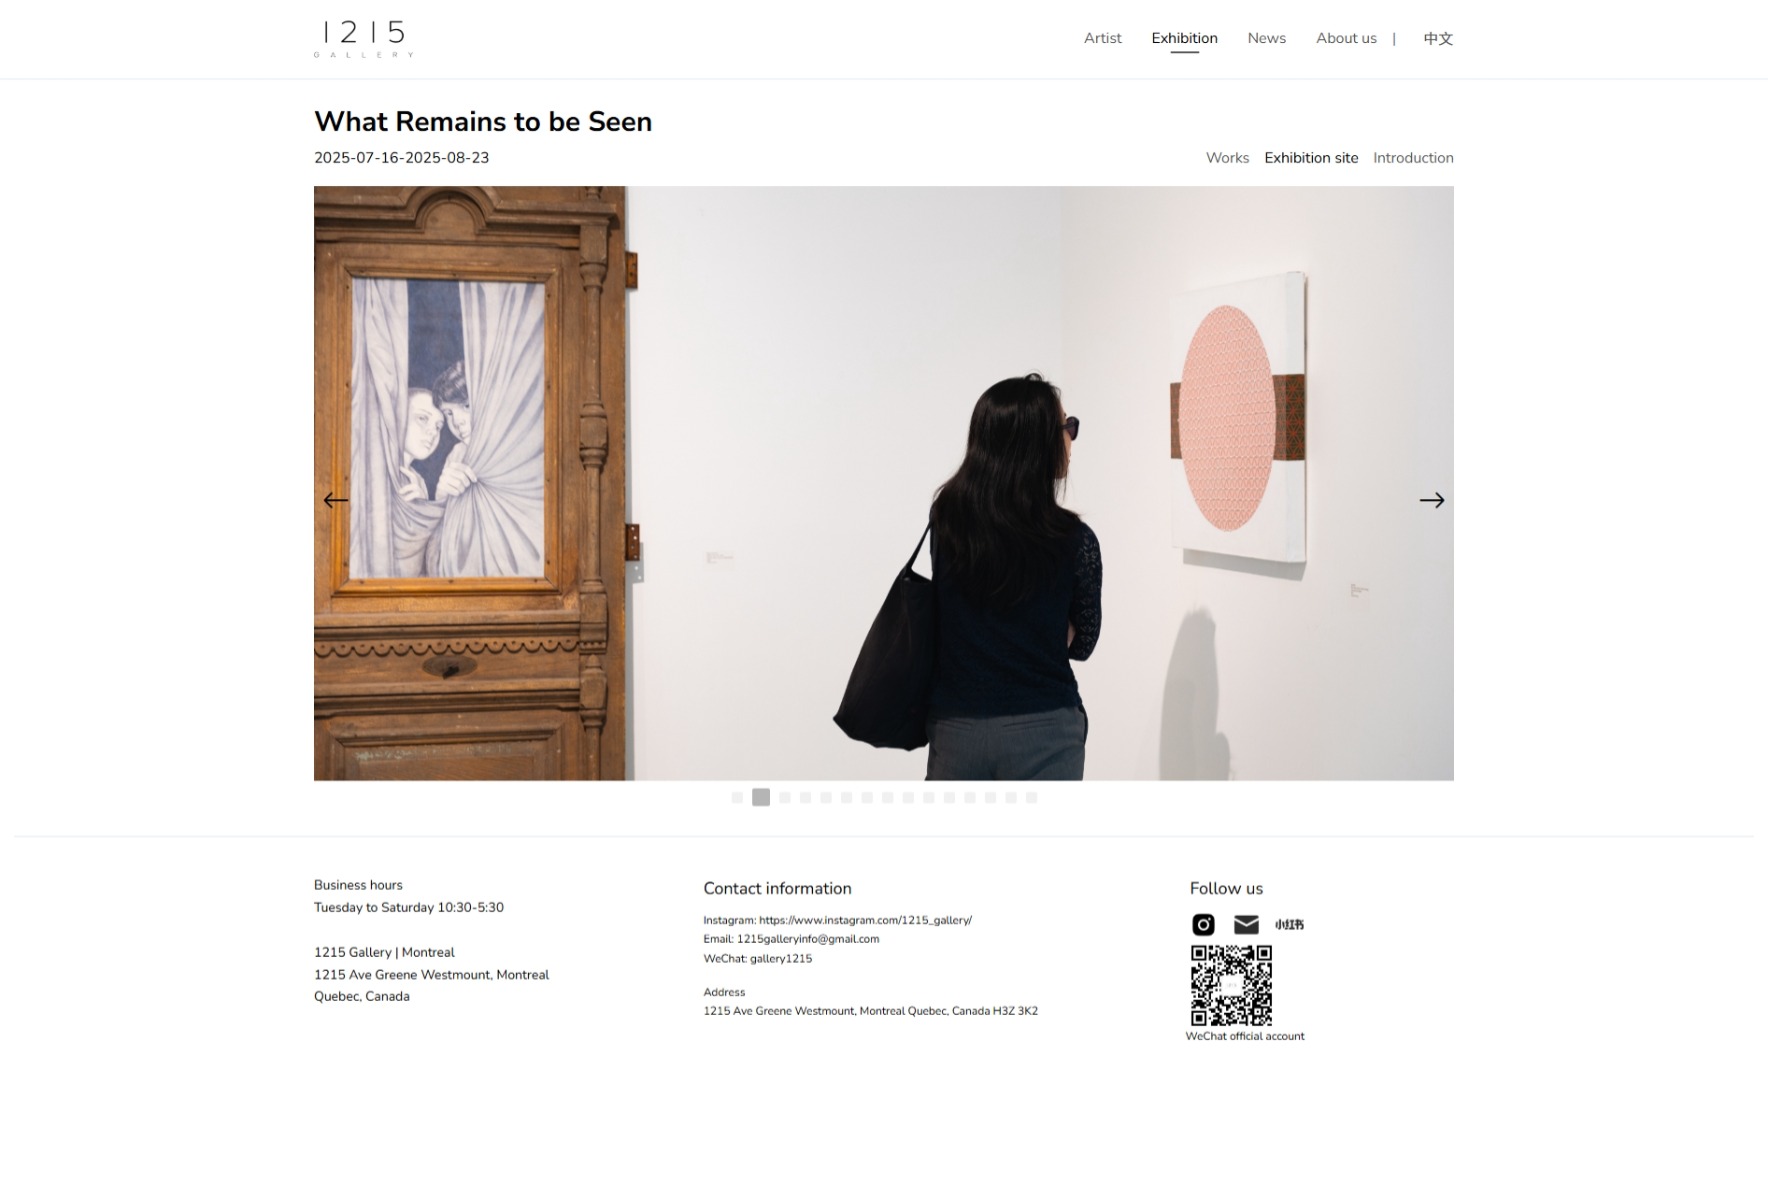 1215
GALLERY
Artist
Exhibition
News
About us
|
中文
What Remains to be Seen
2025-07-16-2025-08-23
Works
Exhibition site
Introduction
Business hours
Tuesday to Saturday 10:30-5:30
1215 Gallery | Montreal
1215 Ave Greene Westmount, Montreal
Quebec, Canada
Contact information
Instagram: https://www.instagram.com/1215_gallery/
Email: 1215galleryinfo@gmail.com
WeChat: gallery1215
Address
1215 Ave Greene Westmount, Montreal Quebec, Canada H3Z 3K2
Follow us
小红书
WeChat official account